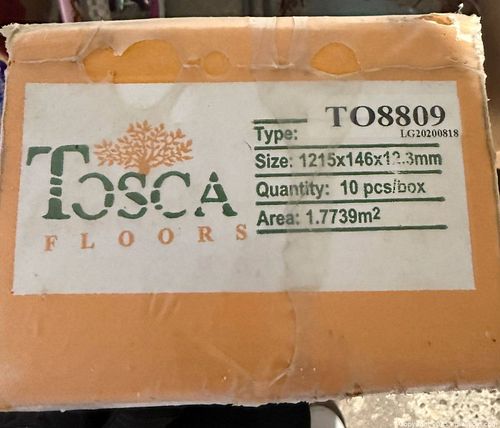 TOSCA
FLOORS
TO8809
Type:
LG20200818
Size: 1215x146x12.3mm
Quantity: 10 pcs/box
Area: 1.7739m²